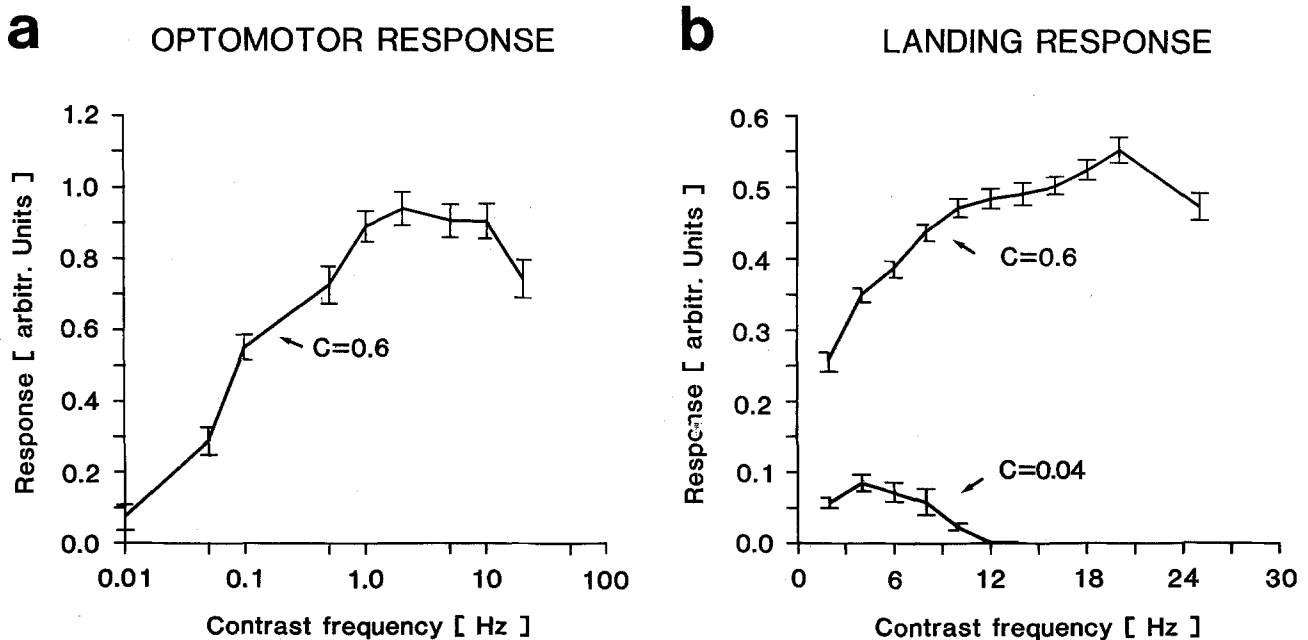 a
OPTOMOTOR RESPONSE
Response [ arbitr. Units ]
1.2
1.0
0.8
0.6
0.4
0.2
0.0
C=0.6
0.01 0.1 1.0 10 100
Contrast frequency [ Hz ]
b
LANDING RESPONSE
Response [ arbitr. Units ]
0.6
0.5
0.4
0.3
0.2
0.1
0.0
C=0.6
C=0.04
0 6 12 18 24 30
Contrast frequency [ Hz ]